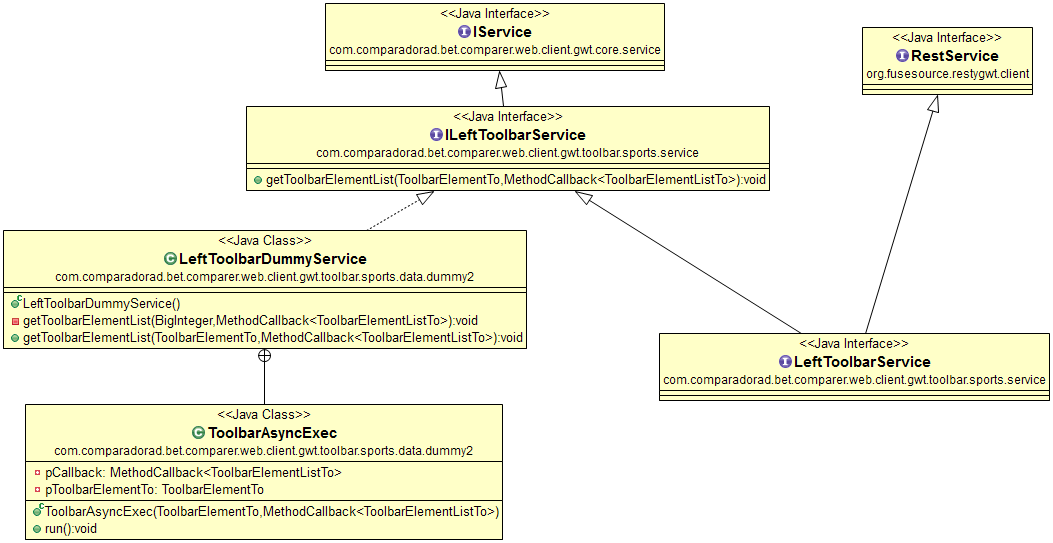 <<Java Interface>>
IService
com.comparadorad.bet.comparer.web.client.gwt.core.service
<<Java Interface>>
RestService
org.fusesource.restygwt.client
<<Java Interface>>
ILeftToolbarService
com.comparadorad.bet.comparer.web.client.gwt.toolbar.sports.service
getToolbarElementList(ToolbarElementTo,MethodCallback<ToolbarElementListTo>):void
<<Java Class>>
LeftToolbarDummyService
com.comparadorad.bet.comparer.web.client.gwt.toolbar.sports.data.dummy2
LeftToolbarDummyService()
getToolbarElementList(BigInteger,MethodCallback<ToolbarElementListTo>):void
getToolbarElementList(ToolbarElementTo,MethodCallback<ToolbarElementListTo>):void
<<Java Interface>>
LeftToolbarService
com.comparadorad.bet.comparer.web.client.gwt.toolbar.sports.service
<<Java Class>>
ToolbarAsyncExec
com.comparadorad.bet.comparer.web.client.gwt.toolbar.sports.data.dummy2
pCallback: MethodCallback<ToolbarElementListTo>
pToolbarElementTo: ToolbarElementTo
ToolbarAsyncExec(ToolbarElementTo,MethodCallback<ToolbarElementListTo>)
run():void